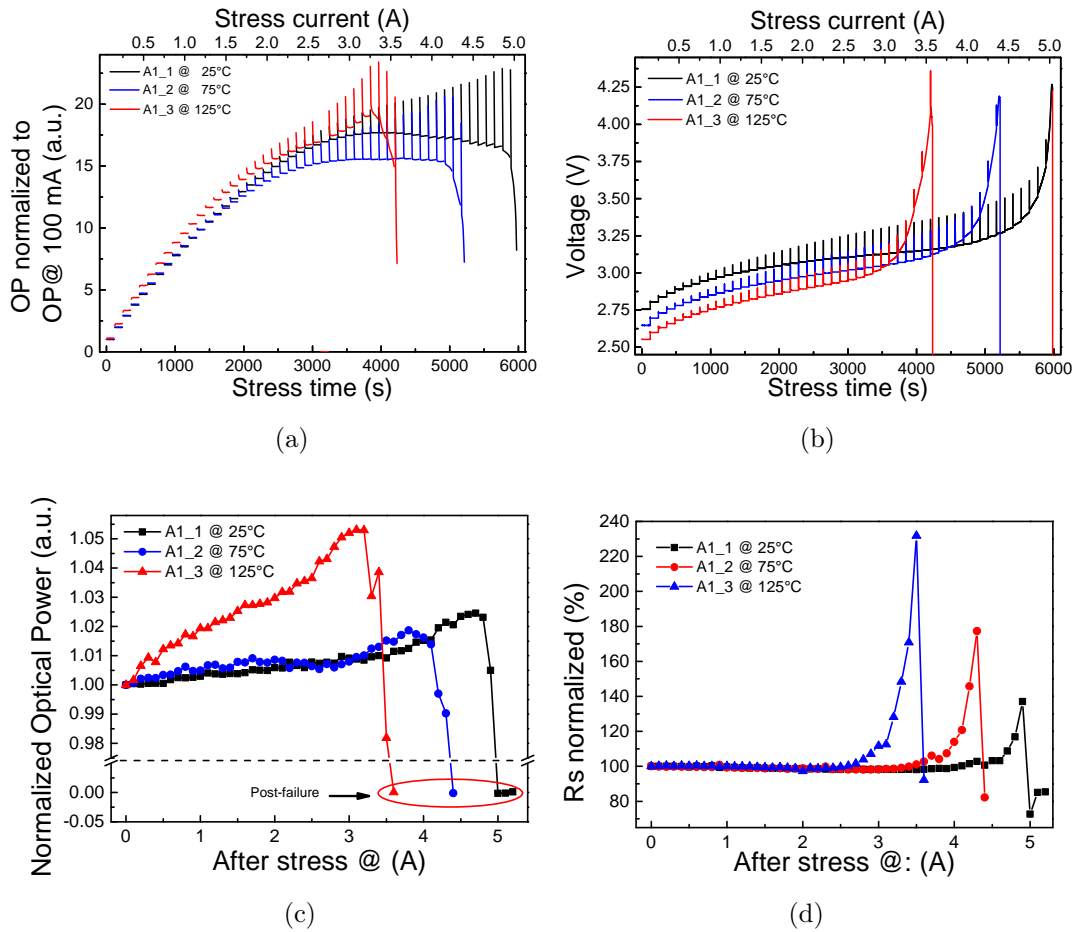 Stress current (A)
0.5 1.0 1.5 2.0 2.5 3.0 3.5 4.0 4.5 5.0
A1_1 @ 25°C
A1_2 @ 75°C
A1_3 @ 125°C
20
15
10
5
0
OP normalized to
OP@ 100 mA (a.u.)
0 1000 2000 3000 4000 5000 6000
Stress time (s)
(a)
Stress current (A)
0.5 1.0 1.5 2.0 2.5 3.0 3.5 4.0 4.5 5.0
A1_1 @ 25°C
A1_2 @ 75°C
A1_3 @ 125°C
4.25
4.00
3.75
3.50
3.25
3.00
2.75
2.50
Voltage (V)
0 1000 2000 3000 4000 5000 6000
Stress time (s)
(b)
A1_1 @ 25°C
A1_2 @ 75°C
A1_3 @ 125°C
1.05
1.04
1.03
1.02
1.01
1.00
0.99
0.98
0.00
-0.05
Normalized Optical Power (a.u.)
Post-failure
0 1 2 3 4 5
After stress @ (A)
(c)
A1_1 @ 25°C
A1_2 @ 75°C
A1_3 @ 125°C
240
220
200
180
160
140
120
100
80
Rs normalized (%)
0 1 2 3 4 5
After stress @: (A)
(d)